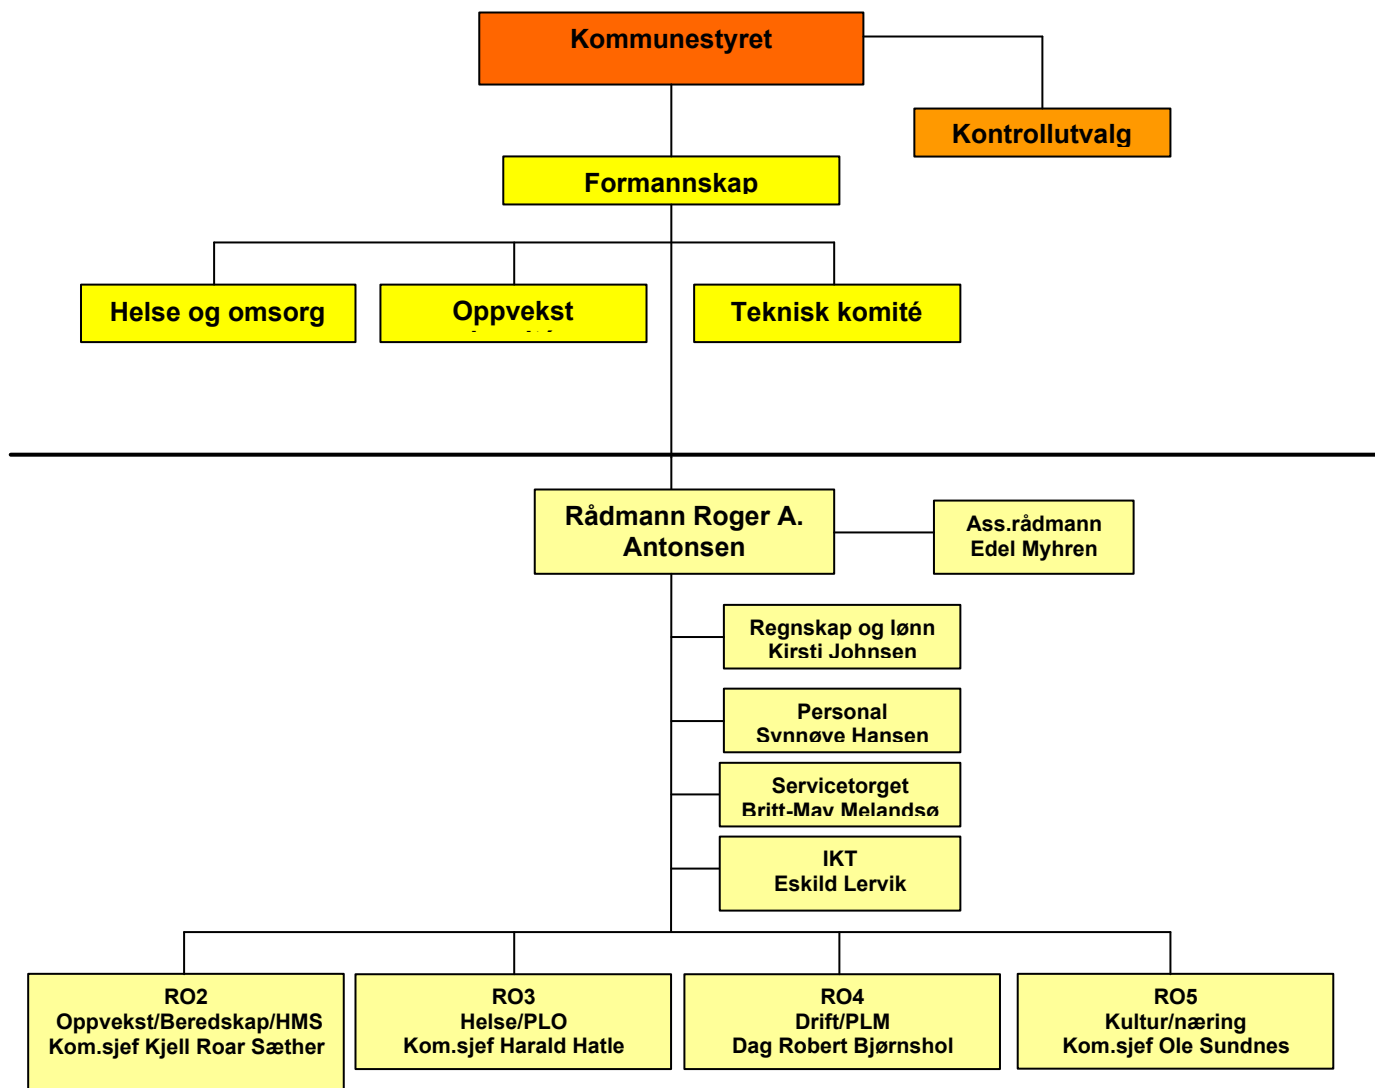 Kommunestyret
Kontrollutvalg
Formannskap
Helse og omsorg
Oppvekst
Teknisk komité
Rådmann Roger A.
Antonsen
Ass.rådmann
Edel Myhren
Regnskap og lønn
Kirsti Johnsen
Personal
Synnøve Hansen
Servicetorget
Britt-May Melandsø
IKT
Eskild Lervik
RO2
Oppvekst/Beredskap/HMS
Kom.sjef Kjell Roar Sæther
RO3
Helse/PLO
Kom.sjef Harald Hatle
RO4
Drift/PLM
Dag Robert Bjørnshol
RO5
Kultur/næring
Kom.sjef Ole Sundnes